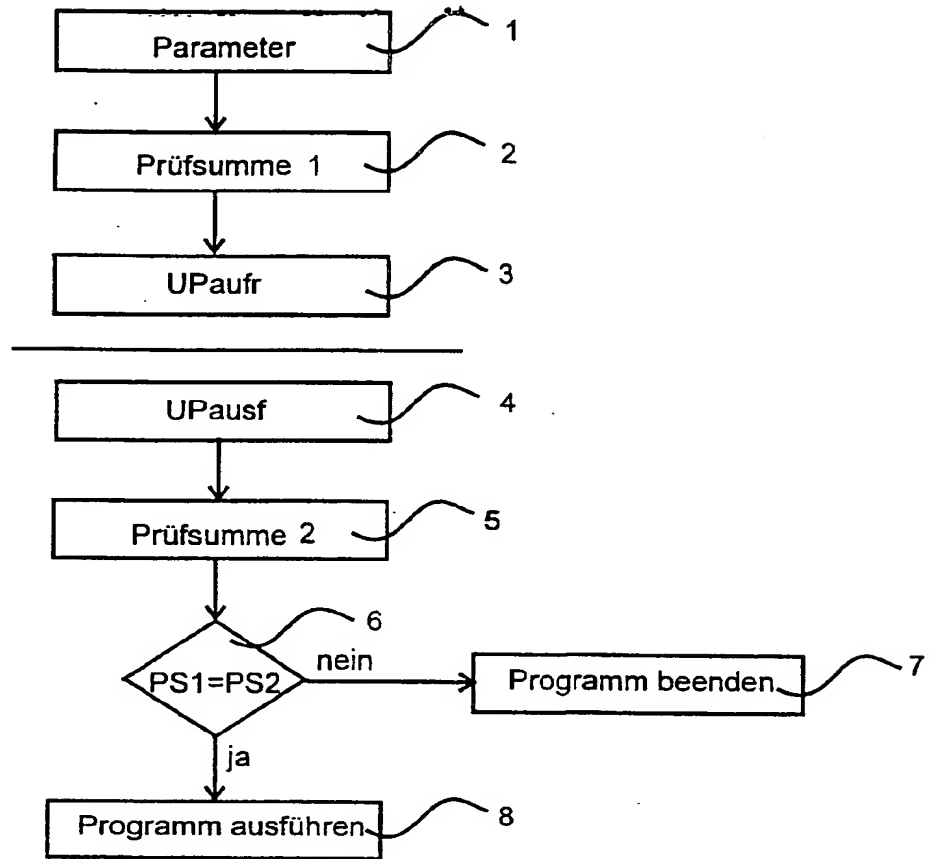 Parameter
1
Prüfsumme 1
2
UPaufr
3
UPausf
4
Prüfsumme 2
5
6
PS1=PS2
nein
Programm beenden
7
ja
Programm ausführen
8